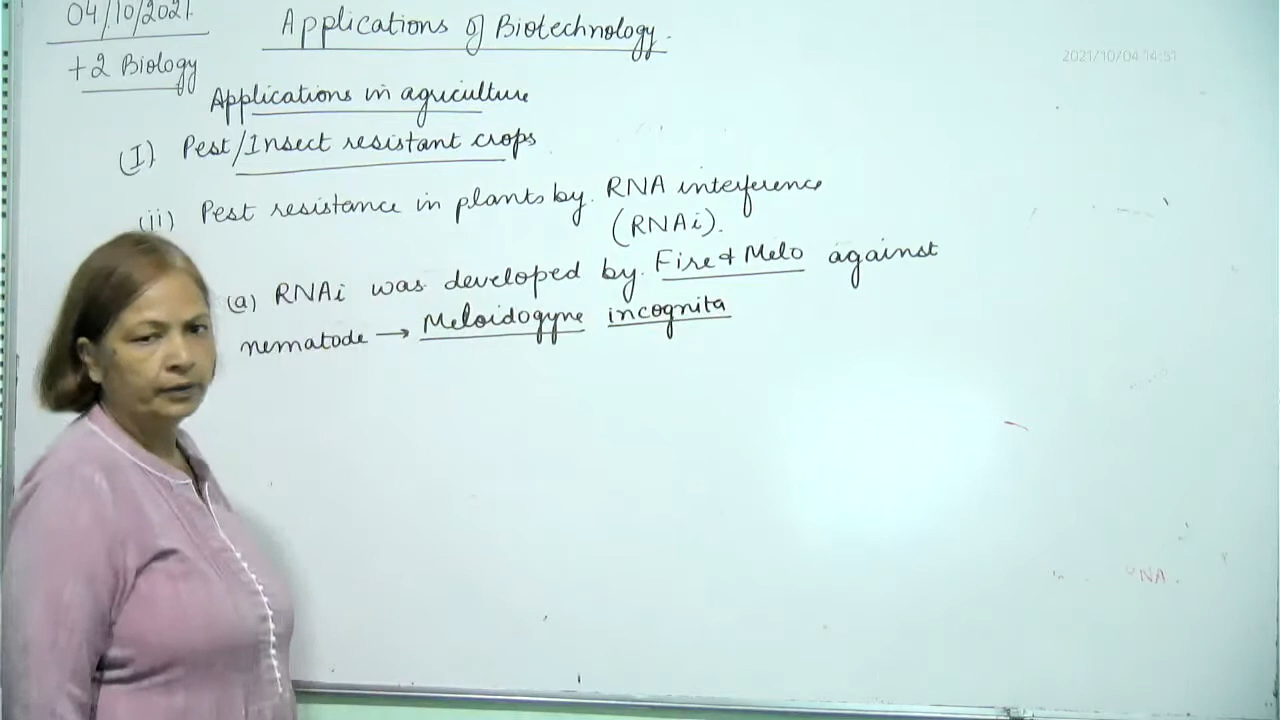 04/10/2021.
Applications of Biotechnology.
2021/10/04 14:51
+2 Biology
Applications in agriculture
(I) Pest/Insect resistant crops
(ii) Pest resistance in plants by. RNA interference
(RNAi).
(a) RNAi was developed by. Fire & Melo against
nematode → Meloidogyne incognita
NA.